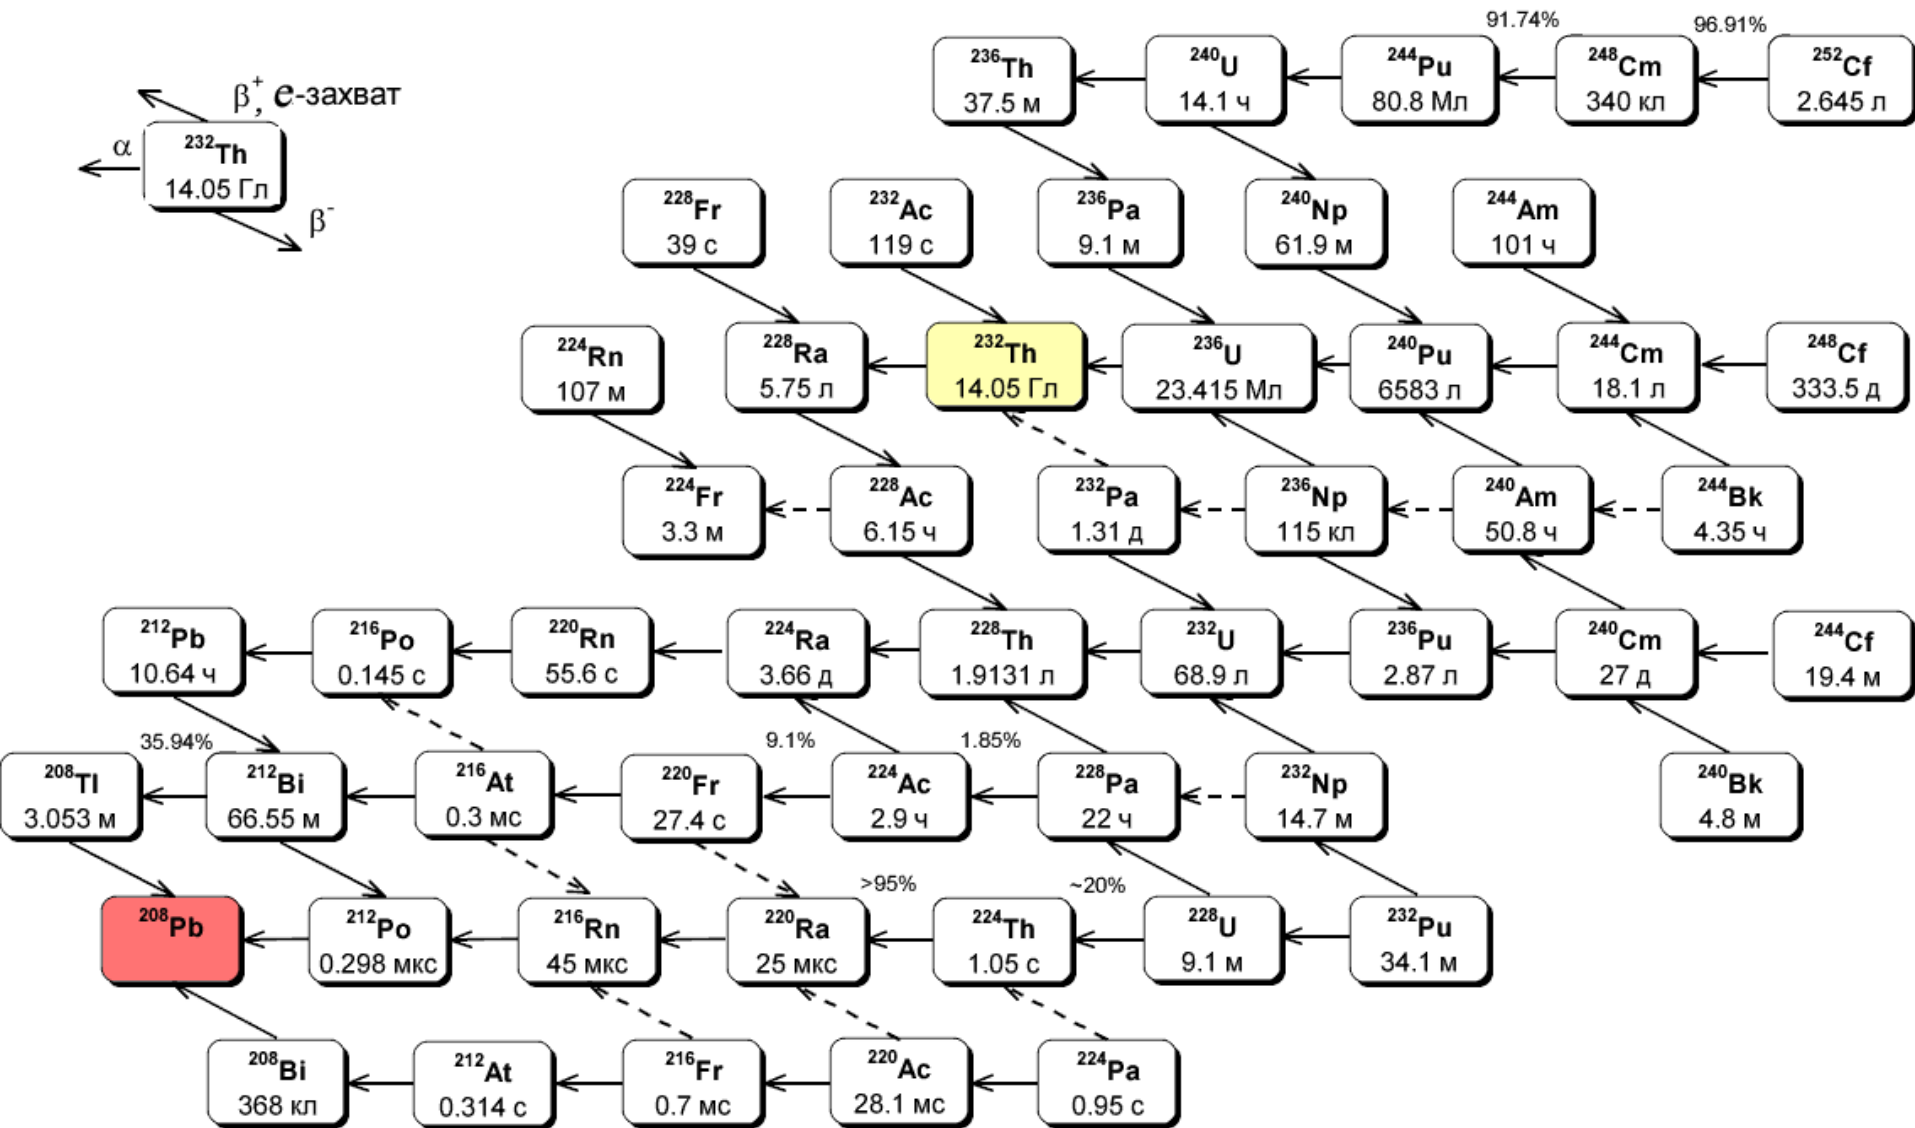 91.74%
96.91%
236Th
37.5 м
240U
14.1 ч
244Pu
80.8 Мл
248Cm
340 кл
252Cf
2.645 л
β+, e-захват
α
232Th
14.05 Гл
β-
228Fr
39 с
232Ac
119 с
236Pa
9.1 м
240Np
61.9 м
244Am
101 ч
224Rn
107 м
228Ra
5.75 л
232Th
14.05 Гл
236U
23.415 Мл
240Pu
6583 л
244Cm
18.1 л
248Cf
333.5 д
224Fr
3.3 м
228Ac
6.15 ч
232Pa
1.31 д
236Np
115 кл
240Am
50.8 ч
244Bk
4.35 ч
212Pb
10.64 ч
216Po
0.145 с
220Rn
55.6 с
224Ra
3.66 д
228Th
1.9131 л
232U
68.9 л
236Pu
2.87 л
240Cm
27 д
244Cf
19.4 м
35.94%
9.1%
1.85%
208Tl
3.053 м
212Bi
66.55 м
216At
0.3 мс
220Fr
27.4 с
224Ac
2.9 ч
228Pa
22 ч
232Np
14.7 м
240Bk
4.8 м
>95%
~20%
208Pb
212Po
0.298 мкс
216Rn
45 мкс
220Ra
25 мкс
224Th
1.05 с
228U
9.1 м
232Pu
34.1 м
208Bi
368 кл
212At
0.314 с
216Fr
0.7 мс
220Ac
28.1 мс
224Pa
0.95 с